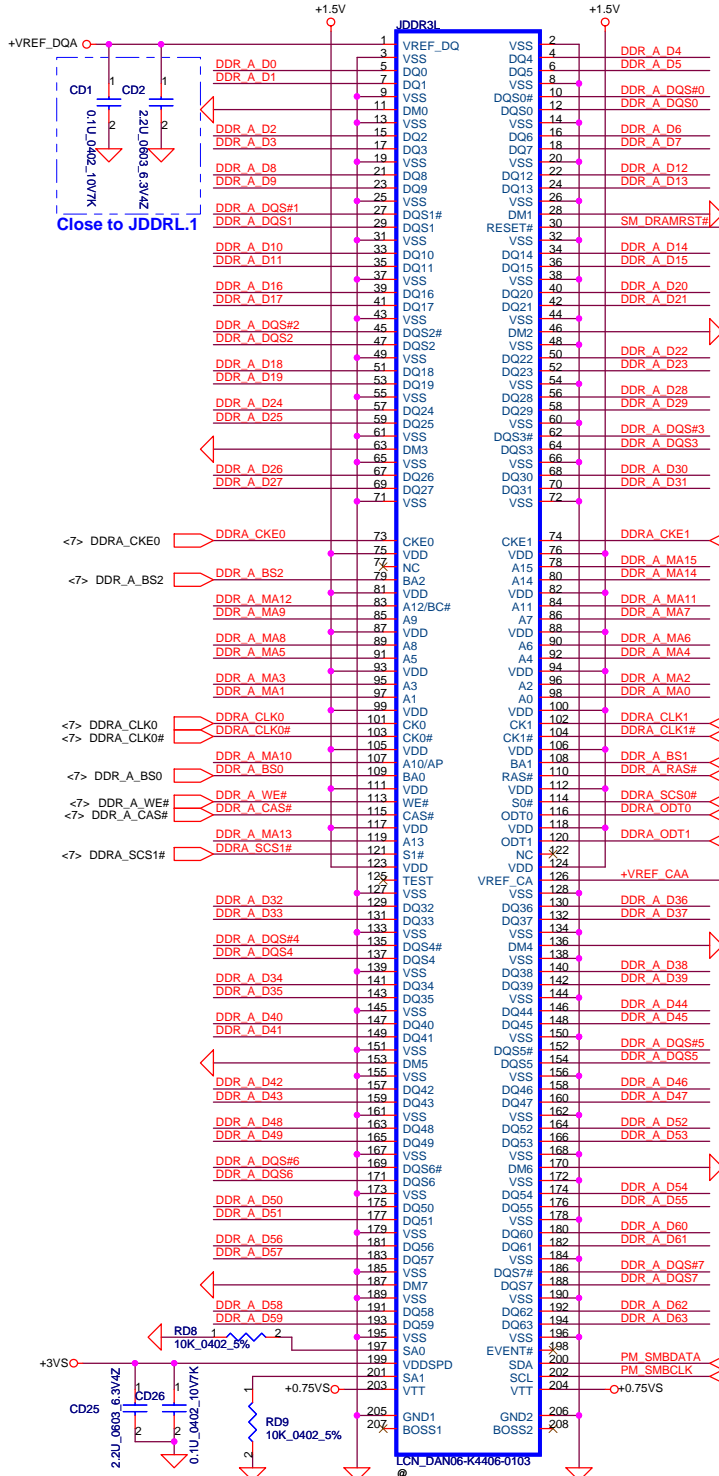 +1.5V +1.5V
JDDR3L
+VREF_DQA 1 VREF_DQ VSS 2
3 VSS DQ4 4 DDR_A_D4
DDR_A_D0 5 DQ0 DQ5 6 DDR_A_D5
DDR_A_D1 7 DQ1 VSS 8
9 VSS DQS0# 10 DDR_A_DQS#0
11 DM0 DQS0 12 DDR_A_DQS0
13 VSS VSS 14
DDR_A_D2 15 DQ2 DQ6 16 DDR_A_D6
DDR_A_D3 17 DQ3 DQ7 18 DDR_A_D7
19 VSS VSS 20
DDR_A_D8 21 DQ8 DQ12 22 DDR_A_D12
DDR_A_D9 23 DQ9 DQ13 24 DDR_A_D13
25 VSS VSS 26
DDR_A_DQS#1 27 DQS1# DM1 28
DDR_A_DQS1 29 DQS1 RESET# 30 SM_DRAMRST#
31 VSS VSS 32
DDR_A_D10 33 DQ10 DQ14 34 DDR_A_D14
DDR_A_D11 35 DQ11 DQ15 36 DDR_A_D15
37 VSS VSS 38
DDR_A_D16 39 DQ16 DQ20 40 DDR_A_D20
DDR_A_D17 41 DQ17 DQ21 42 DDR_A_D21
43 VSS VSS 44
DDR_A_DQS#2 45 DQS2# DM2 46
DDR_A_DQS2 47 DQS2 VSS 48
49 VSS DQ22 50 DDR_A_D22
DDR_A_D18 51 DQ18 DQ23 52 DDR_A_D23
DDR_A_D19 53 DQ19 VSS 54
55 VSS DQ28 56 DDR_A_D28
DDR_A_D24 57 DQ24 DQ29 58 DDR_A_D29
DDR_A_D25 59 DQ25 VSS 60
61 VSS DQS3# 62 DDR_A_DQS#3
63 DM3 DQS3 64 DDR_A_DQS3
65 VSS VSS 66
DDR_A_D26 67 DQ26 DQ30 68 DDR_A_D30
DDR_A_D27 69 DQ27 DQ31 70 DDR_A_D31
71 VSS VSS 72
<7> DDRA_CKE0 DDRA_CKE0 73 CKE0 CKE1 74 DDRA_CKE1
75 VDD VDD 76
77 NC A15 78 DDR_A_MA15
<7> DDR_A_BS2 DDR_A_BS2 79 BA2 A14 80 DDR_A_MA14
81 VDD VDD 82
DDR_A_MA12 83 A12/BC# A11 84 DDR_A_MA11
DDR_A_MA9 85 A9 A7 86 DDR_A_MA7
87 VDD VDD 88
DDR_A_MA8 89 A8 A6 90 DDR_A_MA6
DDR_A_MA5 91 A5 A4 92 DDR_A_MA4
93 VDD VDD 94
DDR_A_MA3 95 A3 A2 96 DDR_A_MA2
DDR_A_MA1 97 A1 A0 98 DDR_A_MA0
99 VDD VDD 100
<7> DDRA_CLK0 DDRA_CLK0 101 CK0 CK1 102 DDRA_CLK1
<7> DDRA_CLK0# DDRA_CLK0# 103 CK0# CK1# 104 DDRA_CLK1#
105 VDD VDD 106
DDR_A_MA10 107 A10/AP BA1 108 DDR_A_BS1
<7> DDR_A_BS0 DDR_A_BS0 109 BA0 RAS# 110 DDR_A_RAS#
111 VDD VDD 112
<7> DDR_A_WE# DDR_A_WE# 113 WE# S0# 114 DDRA_SCS0#
<7> DDR_A_CAS# DDR_A_CAS# 115 CAS# ODT0 116 DDRA_ODT0
117 VDD VDD 118
DDR_A_MA13 119 A13 ODT1 120 DDRA_ODT1
<7> DDRA_SCS1# DDRA_SCS1# 121 S1# NC 122
123 VDD VDD 124
125 TEST VREF_CA 126 +VREF_CAA
127 VSS VSS 128
DDR_A_D32 129 DQ32 DQ36 130 DDR_A_D36
DDR_A_D33 131 DQ33 DQ37 132 DDR_A_D37
133 VSS VSS 134
DDR_A_DQS#4 135 DQS4# DM4 136
DDR_A_DQS4 137 DQS4 VSS 138
139 VSS DQ38 140 DDR_A_D38
DDR_A_D34 141 DQ34 DQ39 142 DDR_A_D39
DDR_A_D35 143 DQ35 VSS 144
145 VSS DQ44 146 DDR_A_D44
DDR_A_D40 147 DQ40 DQ45 148 DDR_A_D45
DDR_A_D41 149 DQ41 VSS 150
151 VSS DQS5# 152 DDR_A_DQS#5
153 DM5 DQS5 154 DDR_A_DQS5
155 VSS VSS 156
DDR_A_D42 157 DQ42 DQ46 158 DDR_A_D46
DDR_A_D43 159 DQ43 DQ47 160 DDR_A_D47
161 VSS VSS 162
DDR_A_D48 163 DQ48 DQ52 164 DDR_A_D52
DDR_A_D49 165 DQ49 DQ53 166 DDR_A_D53
167 VSS VSS 168
DDR_A_DQS#6 169 DQS6# DM6 170
DDR_A_DQS6 171 DQS6 VSS 172
173 VSS DQ54 174 DDR_A_D54
DDR_A_D50 175 DQ50 DQ55 176 DDR_A_D55
DDR_A_D51 177 DQ51 VSS 178
179 VSS DQ60 180 DDR_A_D60
DDR_A_D56 181 DQ56 DQ61 182 DDR_A_D61
DDR_A_D57 183 DQ57 VSS 184
185 VSS DQS7# 186 DDR_A_DQS#7
187 DM7 DQS7 188 DDR_A_DQS7
189 VSS VSS 190
DDR_A_D58 191 DQ58 DQ62 192 DDR_A_D62
DDR_A_D59 193 DQ59 DQ63 194 DDR_A_D63
195 VSS VSS 196
197 SA0 EVENT# 198
+3VS 199 VDDSPD SDA 200 PM_SMBDATA
201 SA1 SCL 202 PM_SMBCLK
+0.75VS 203 VTT VTT 204 +0.75VS
205 GND1 GND2 206
207 BOSS1 BOSS2 208
LCN_DAN06-K4406-0103
@
CD1 1 2
0.1U_0402_10V7K
CD2 1 2
2.2U_0603_6.3V4Z
Close to JDDRL.1
RD8 1 2
10K_0402_5%
CD25 1 2
2.2U_0603_6.3V4Z
CD26 1 2
0.1U_0402_10V7K
RD9 1 2
10K_0402_5%